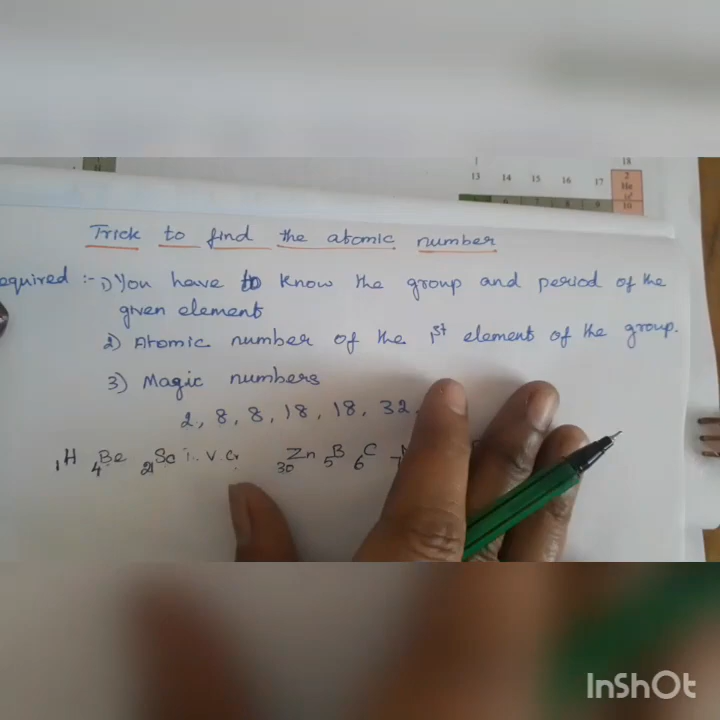 1 18
13 14 15 16 17 2
He
10
Trick to find the atomic number
equired :- 1) You have to know the group and period of the
given element
2) Atomic number of the 1st element of the group.
3) Magic numbers
2, 8, 8, 18, 18, 32,
1H 4Be 21Sc V. Cr 30Zn 5B 6C
InShOt